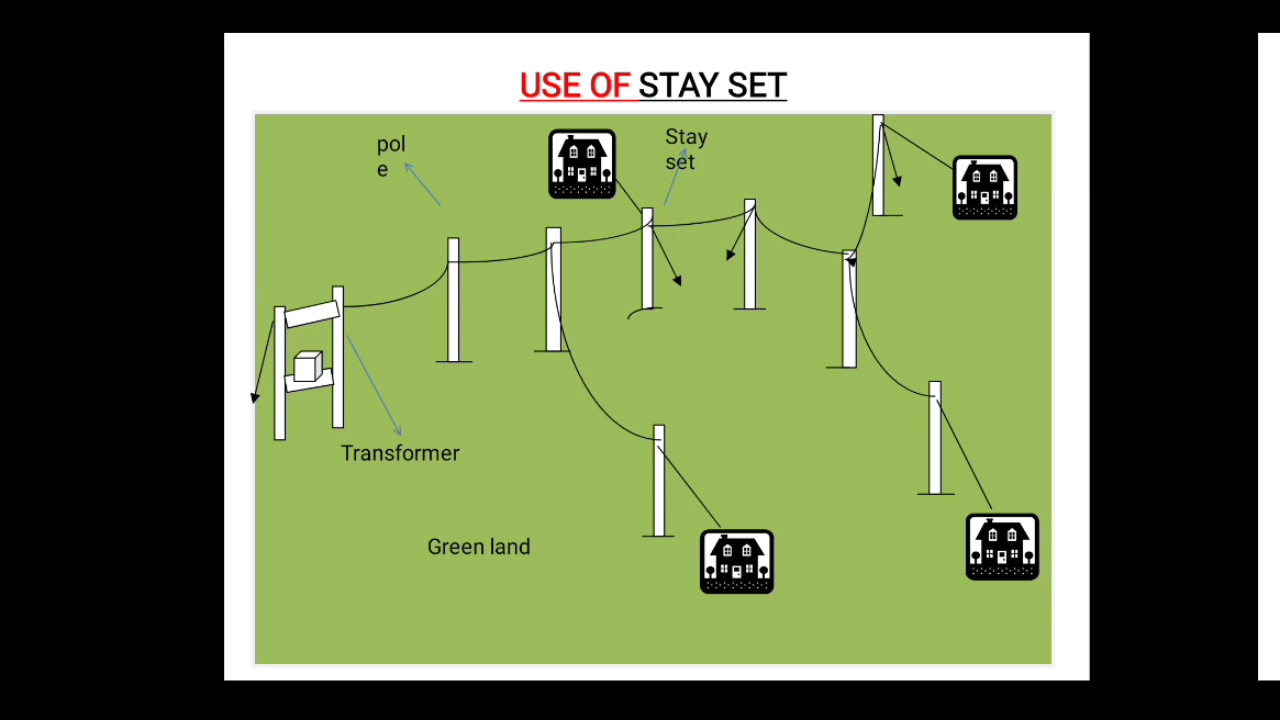 USE OF STAY SET
pol
e
Stay
set
Transformer
Green land